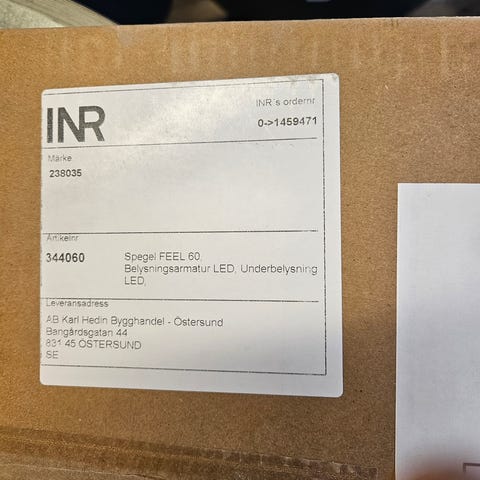 INR
INR´s ordernr
0->1459471
Märke
238035
Artikelnr
344060
Spegel FEEL 60,
Belysningsarmatur LED, Underbelysning
LED,
Leveransadress
AB Karl Hedin Bygghandel - Östersund
Bangårdsgatan 44
831 45 ÖSTERSUND
SE